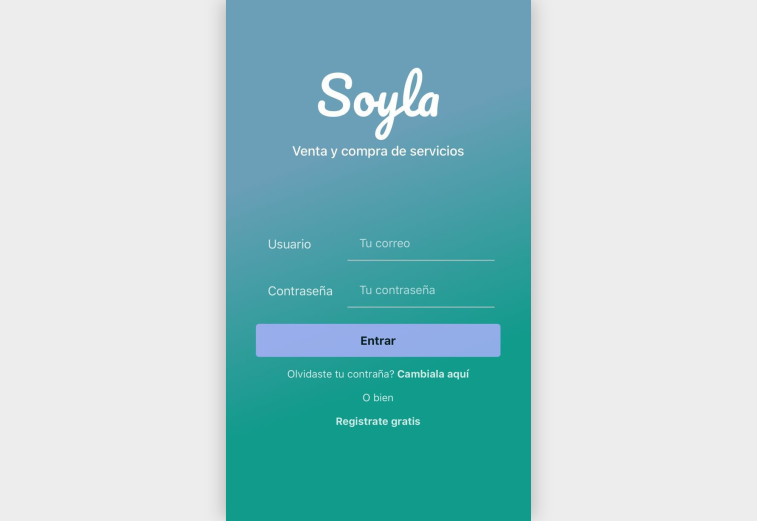 Soyla
Venta y compra de servicios
Usuario Tu correo
Contraseña Tu contraseña
Entrar
Olvidaste tu contraña? Cambiala aquí
O bien
Registrate gratis